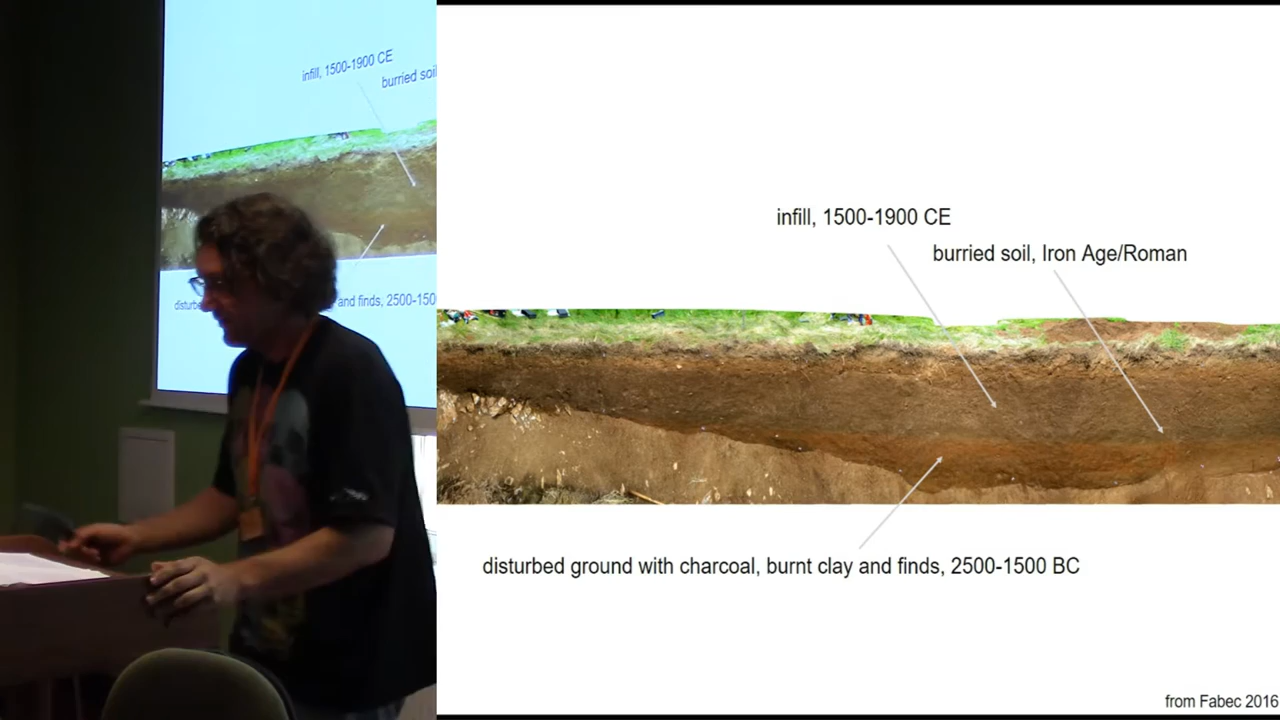 infill, 1500-1900 CE
burried soil
disturbe and finds, 2500-150
infill, 1500-1900 CE
burried soil, Iron Age/Roman
disturbed ground with charcoal, burnt clay and finds, 2500-1500 BC
from Fabec 2016